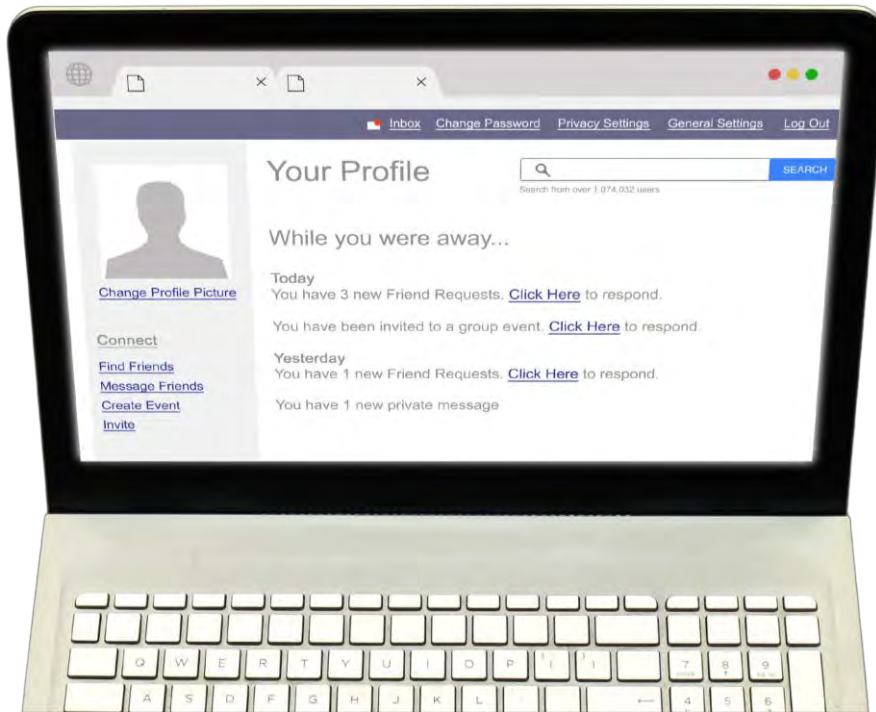 Inbox Change Password Privacy Settings General Settings Log Out
Your Profile
SEARCH
Search from over 1,074,032 users
While you were away...
Change Profile Picture
Connect
Find Friends
Message Friends
Create Event
Invite
Today
You have 3 new Friend Requests. Click Here to respond.
You have been invited to a group event. Click Here to respond.
Yesterday
You have 1 new Friend Requests. Click Here to respond.
You have 1 new private message
Q W E R T Y U I O P 7 8 9
A S D F G H J K L 4 5 6